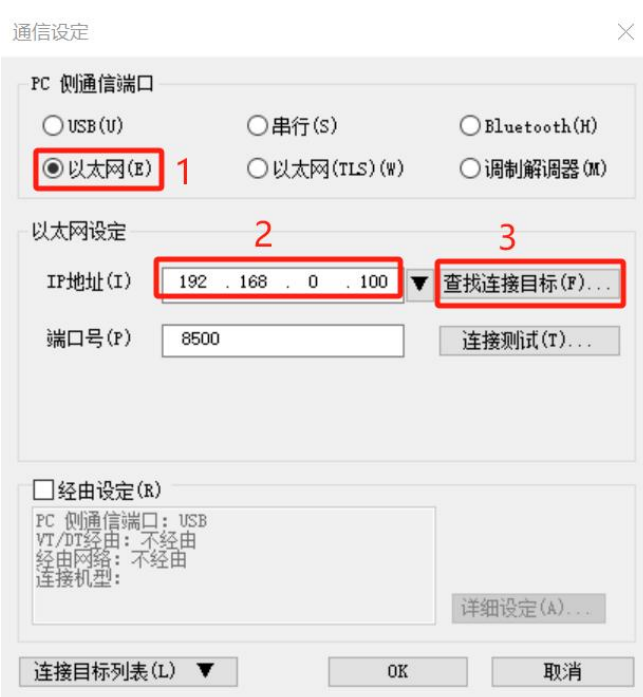 通信设定
PC 侧通信端口
USB(U) 串行(S) Bluetooth(H)
以太网(E) 1 以太网(TLS)(W) 调制解调器(M)
以太网设定 2 3
IP地址(I) 192 . 168 . 0 . 100 查找连接目标(F)...
端口号(P) 8500 连接测试(T)...
经由设定(R)
PC 侧通信端口: USB
VT/DT经由: 不经由
经由网络: 不经由
连接机型:
详细设定(A)...
连接目标列表(L) OK 取消